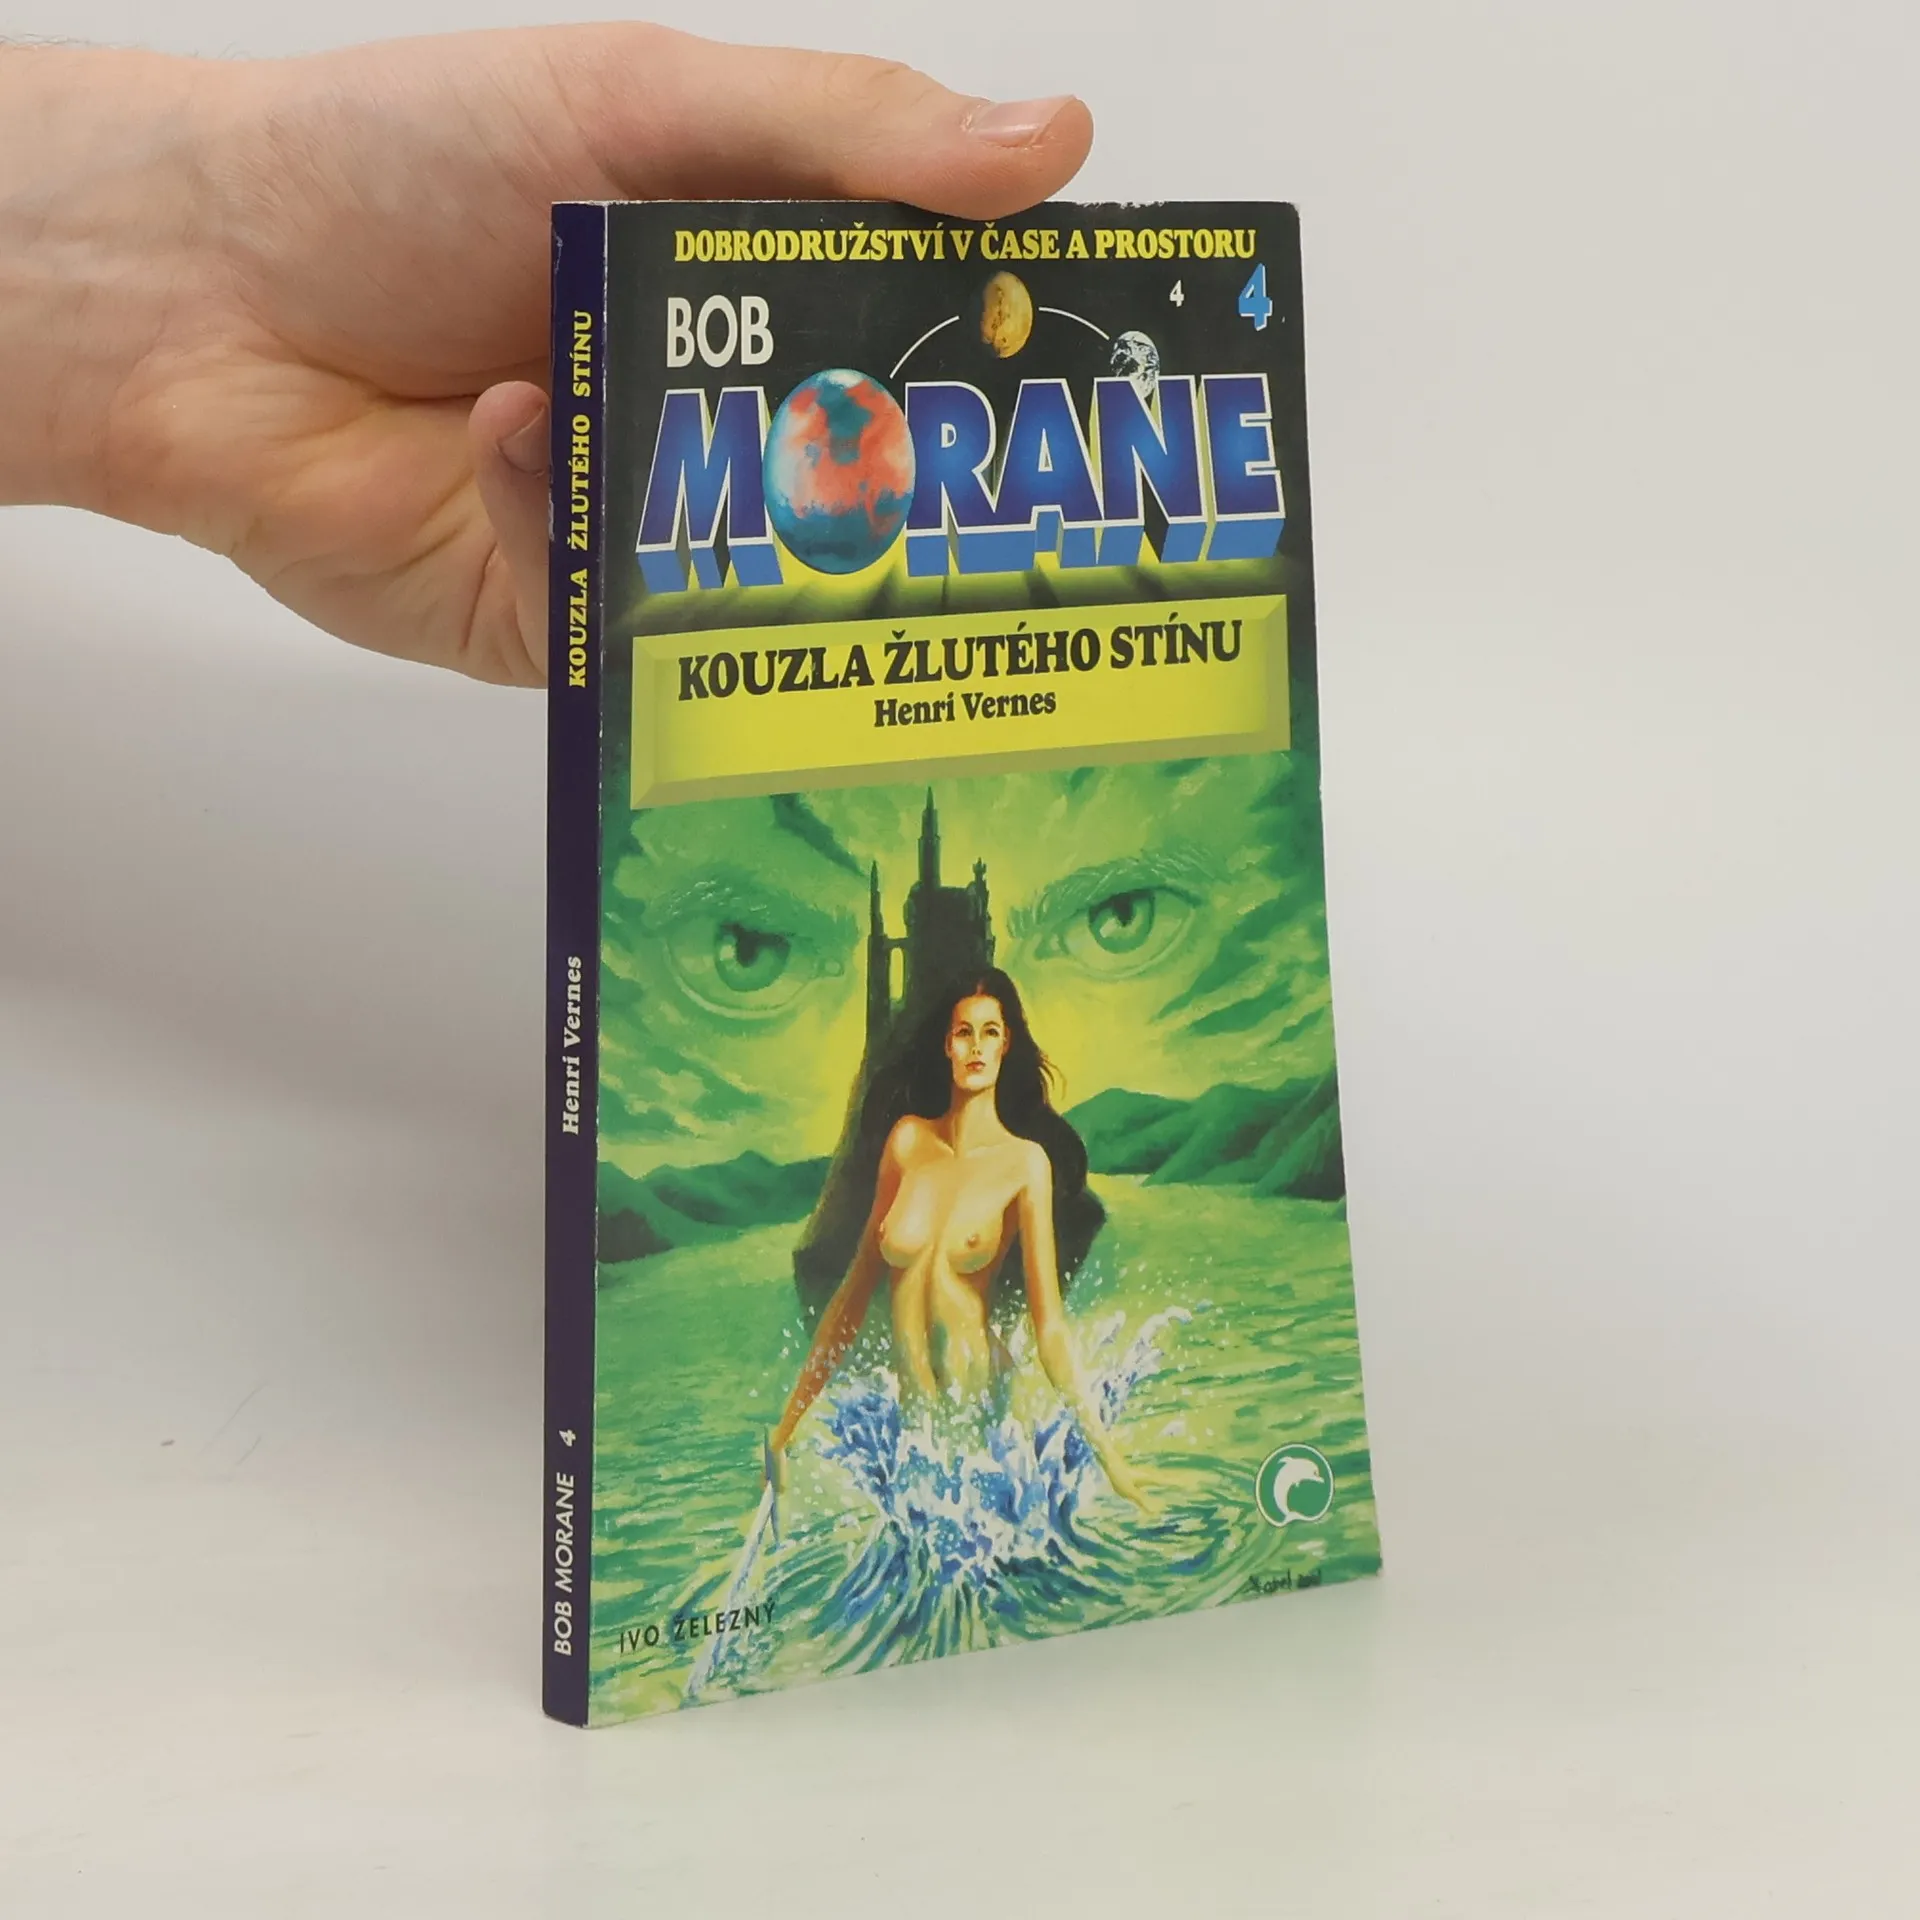 DOBRODRUŽSTVÍ V ČASE A PROSTORU
4 4
BOB
MORANE
KOUZLA ŽLUTÉHO STÍNU
Henri Vernes
IVO ŽELEZNÝ
KOUZLA ŽLUTÉHO STÍNU
Henri Vernes
BOB MORANE 4